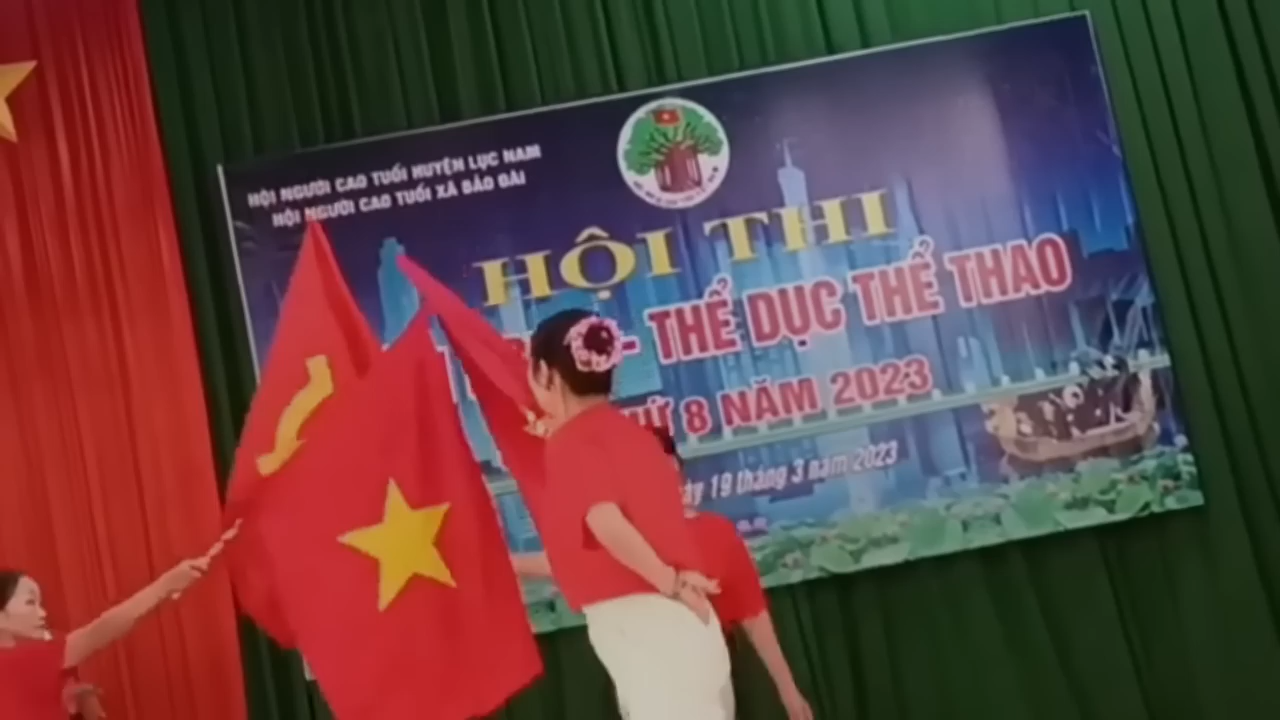 HỘI NGƯỜI CAO TUỔI HUYỆN LỤC NAM
HỘI NGƯỜI CAO TUỔI XÃ BẢO ĐÀI
HỘI THI
- THỂ DỤC THỂ THAO
8 NĂM 2023
19 tháng 3 năm 2023